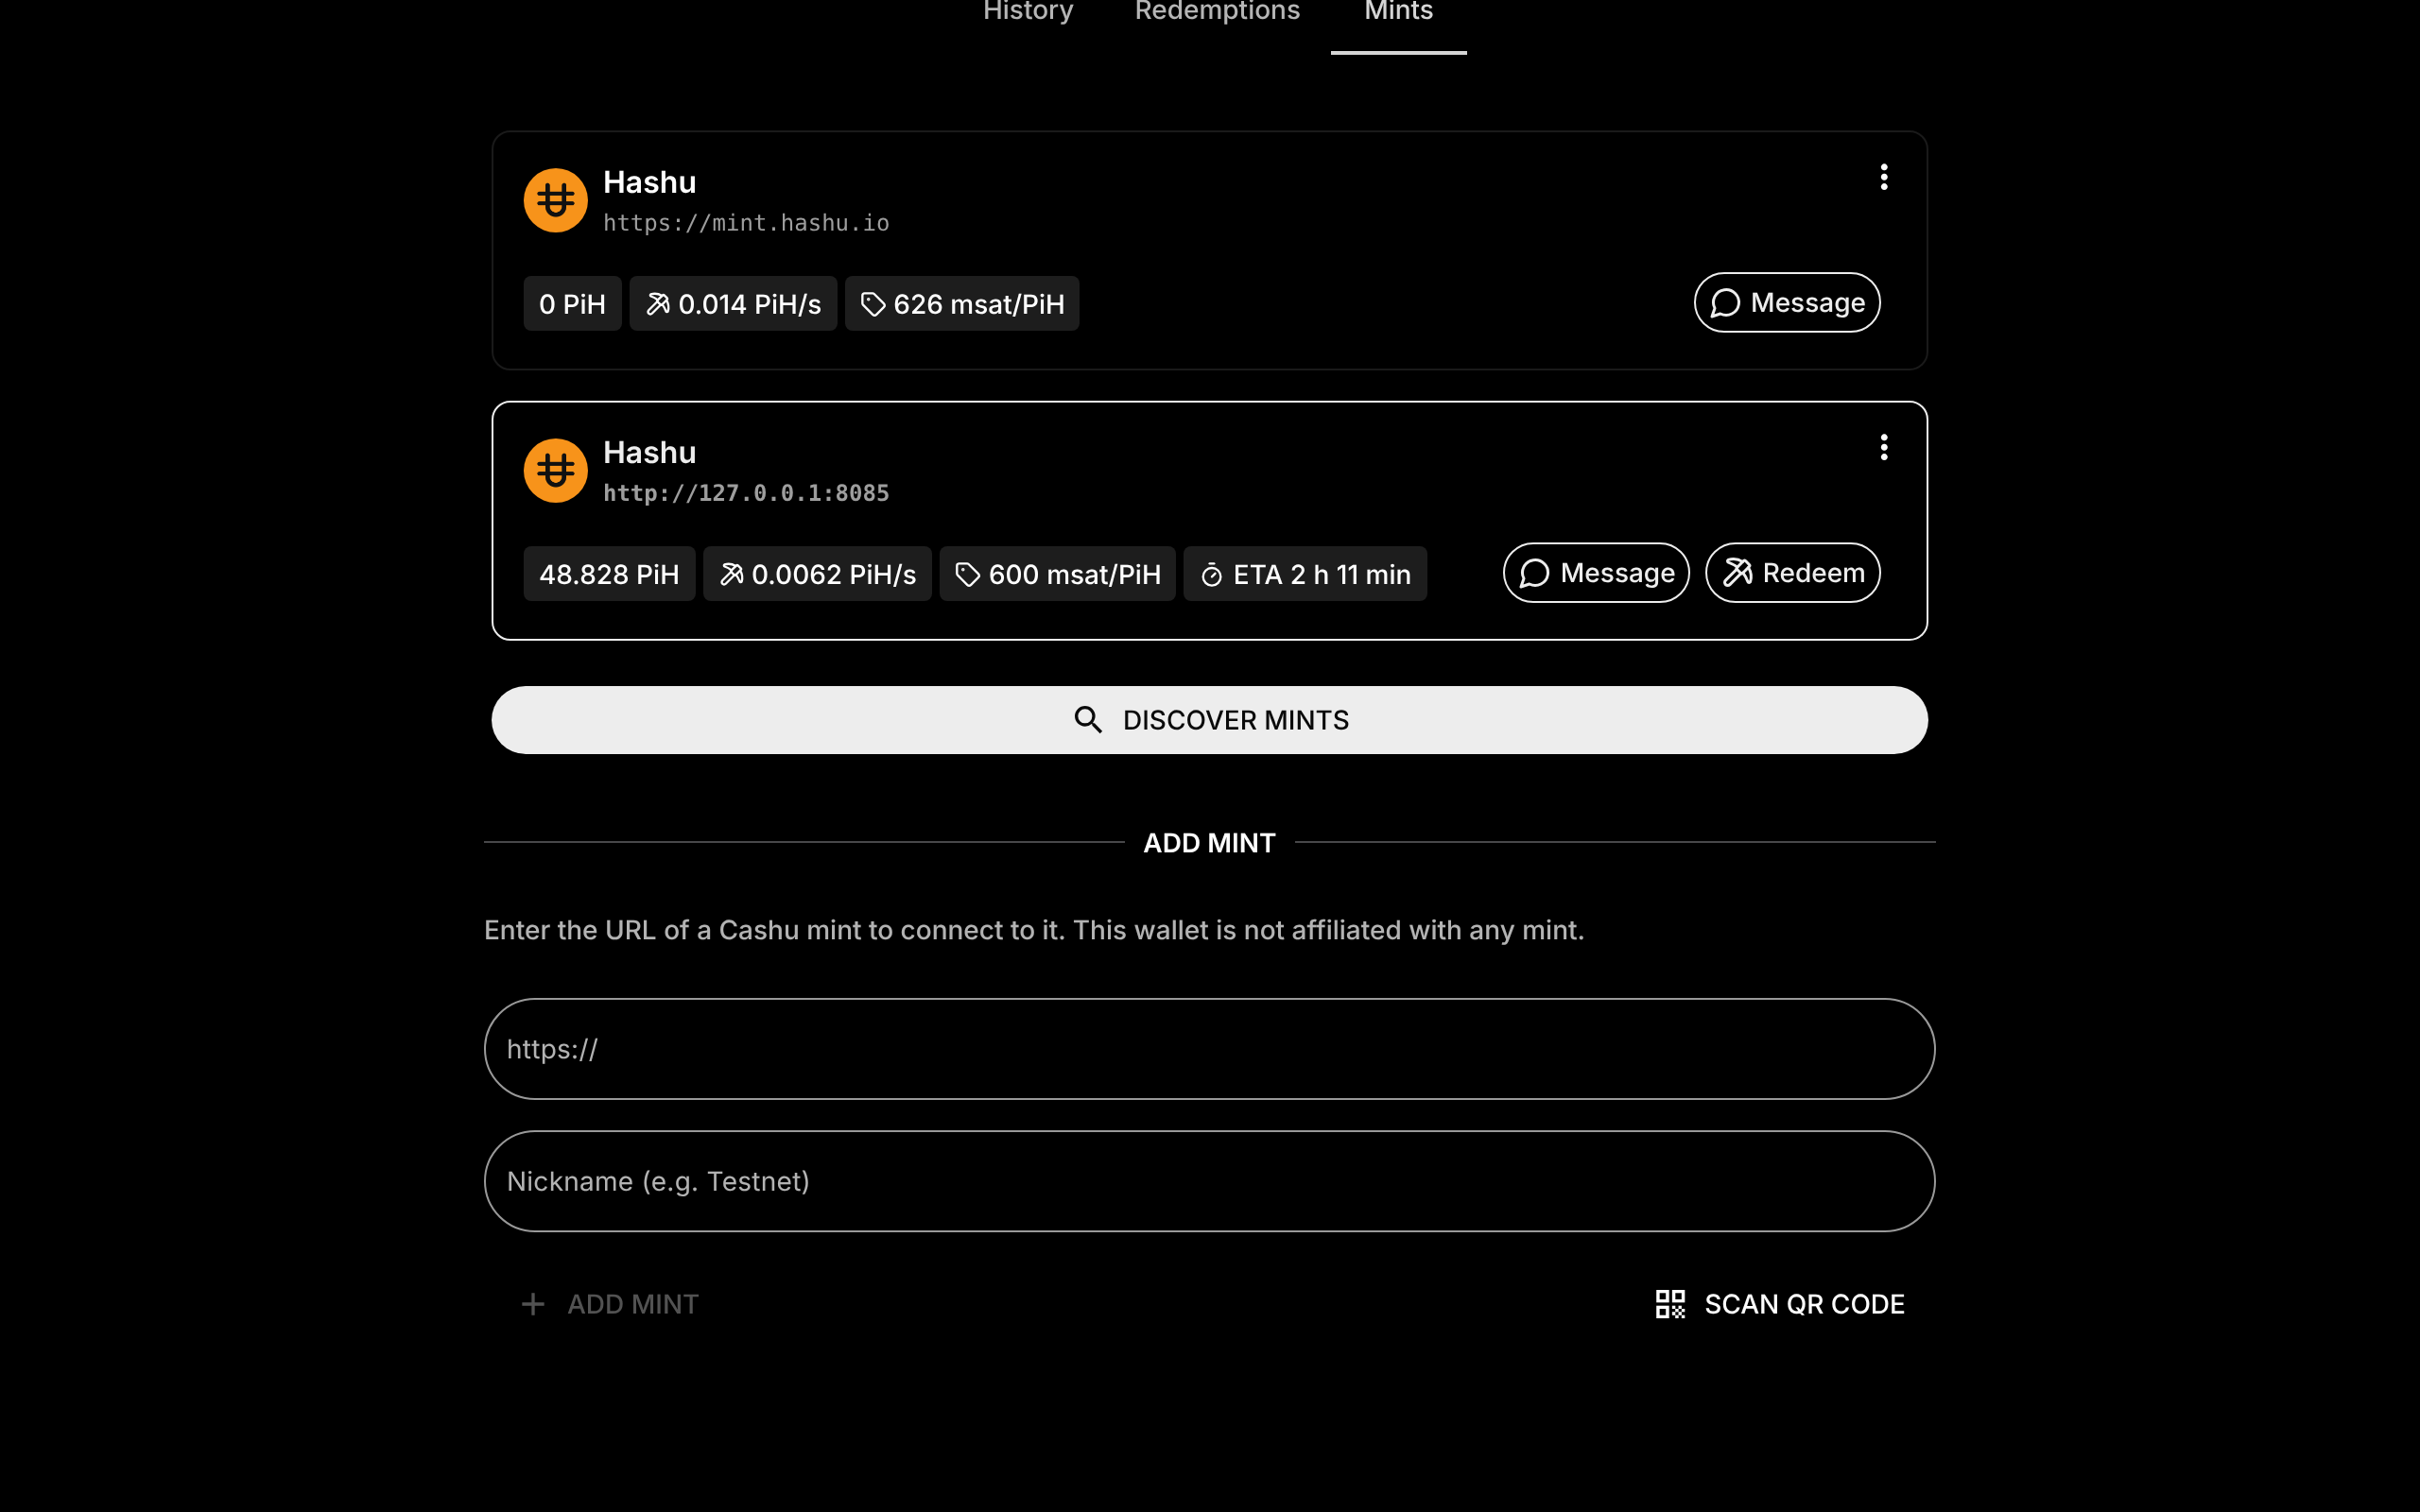 History Redemptions Mints
Hashu
https://mint.hashu.io
0 PiH 0.014 PiH/s 626 msat/PiH Message
Hashu
http://127.0.0.1:8085
48.828 PiH 0.0062 PiH/s 600 msat/PiH ETA 2 h 11 min Message Redeem
DISCOVER MINTS
ADD MINT
Enter the URL of a Cashu mint to connect to it. This wallet is not affiliated with any mint.
https://
Nickname (e.g. Testnet)
ADD MINT SCAN QR CODE